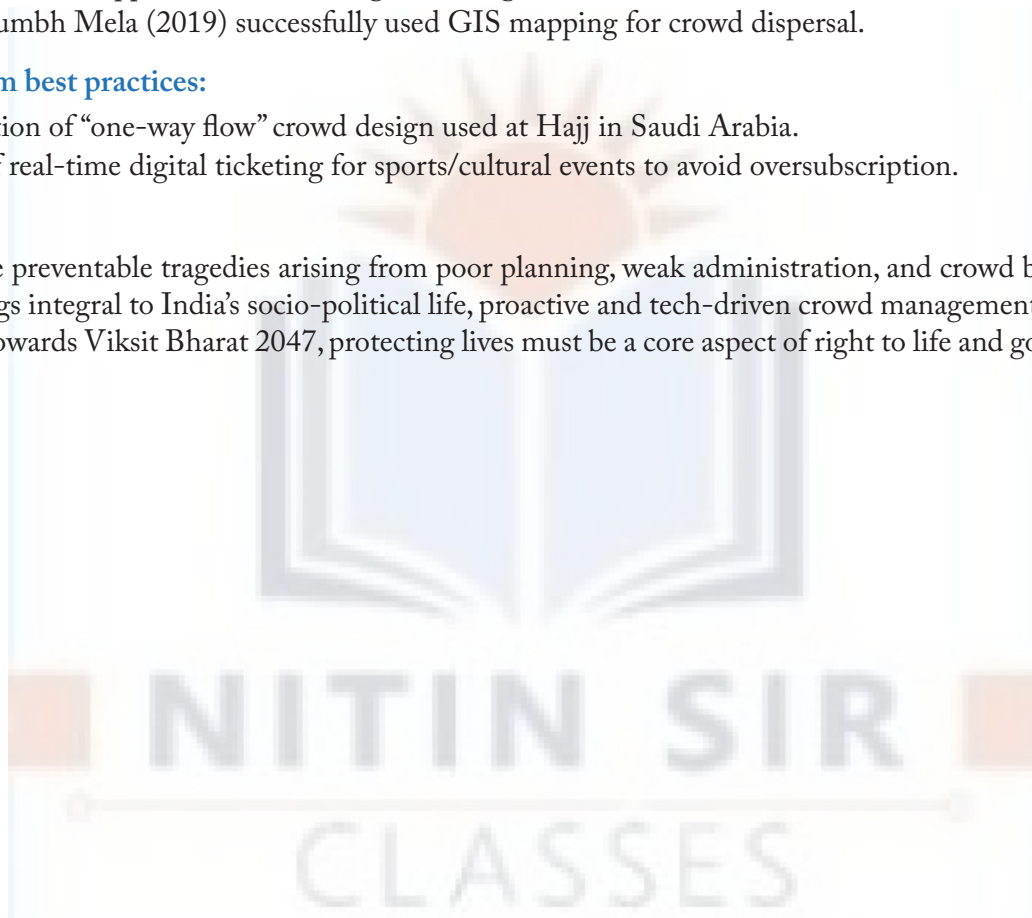 umbh Mela (2019) successfully used GIS mapping for crowd dispersal.
m best practices:
tion of “one-way flow” crowd design used at Hajj in Saudi Arabia.
f real-time digital ticketing for sports/cultural events to avoid oversubscription.
e preventable tragedies arising from poor planning, weak administration, and crowd b
gs integral to India’s socio-political life, proactive and tech-driven crowd management
owards Viksit Bharat 2047, protecting lives must be a core aspect of right to life and go
NITIN SIR
CLASSES